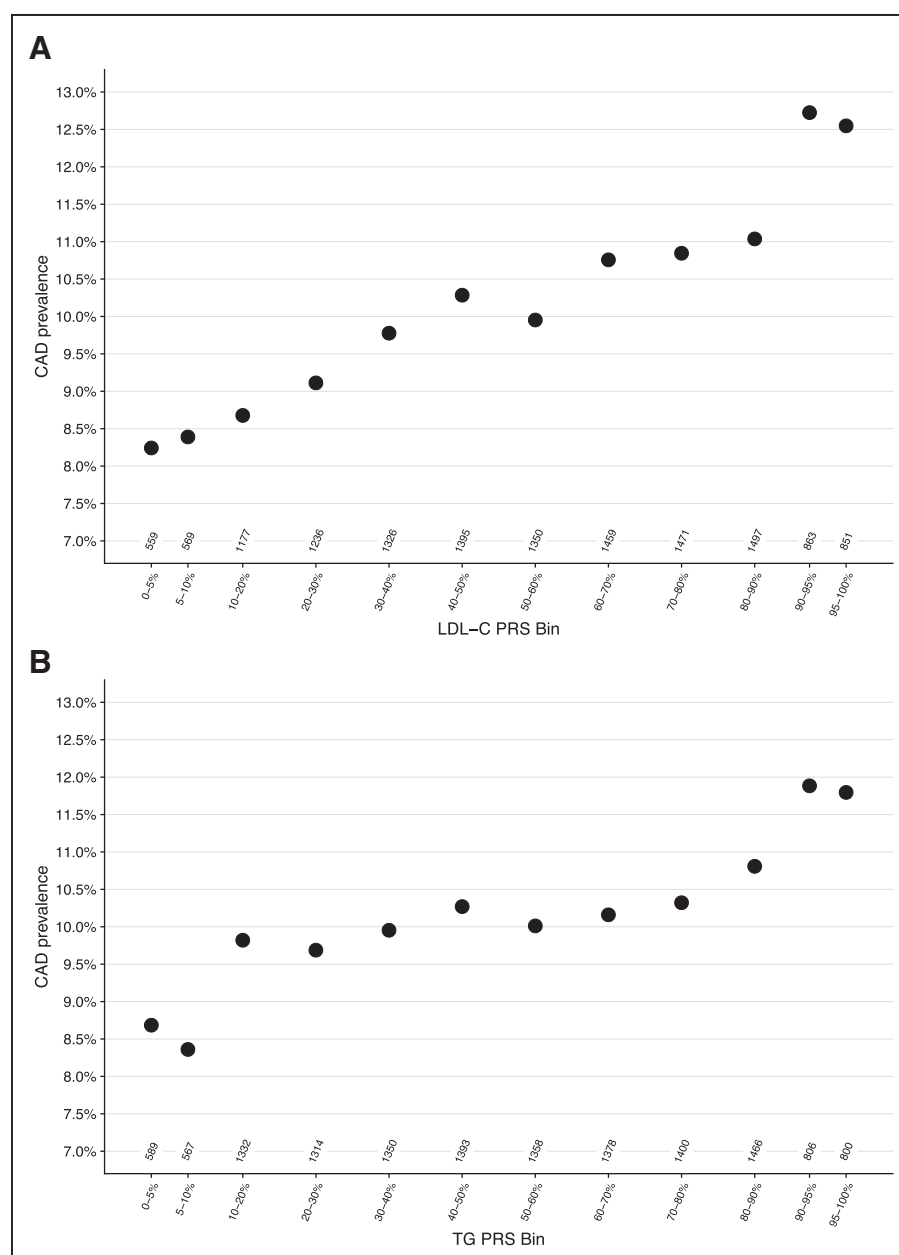 A
13.0%
12.5%
12.0%
11.5%
11.0%
10.5%
10.0%
9.5%
9.0%
8.5%
8.0%
7.5%
7.0%
CAD prevalence
559 569 1177 1236 1326 1395 1350 1459 1471 1497 863 851
0–5% 5–10% 10–20% 20–30% 30–40% 40–50% 50–60% 60–70% 70–80% 80–90% 90–95% 95–100%
LDL–C PRS Bin
B
13.0%
12.5%
12.0%
11.5%
11.0%
10.5%
10.0%
9.5%
9.0%
8.5%
8.0%
7.5%
7.0%
CAD prevalence
589 567 1332 1314 1350 1393 1358 1378 1400 1466 806 800
0–5% 5–10% 10–20% 20–30% 30–40% 40–50% 50–60% 60–70% 70–80% 80–90% 90–95% 95–100%
TG PRS Bin